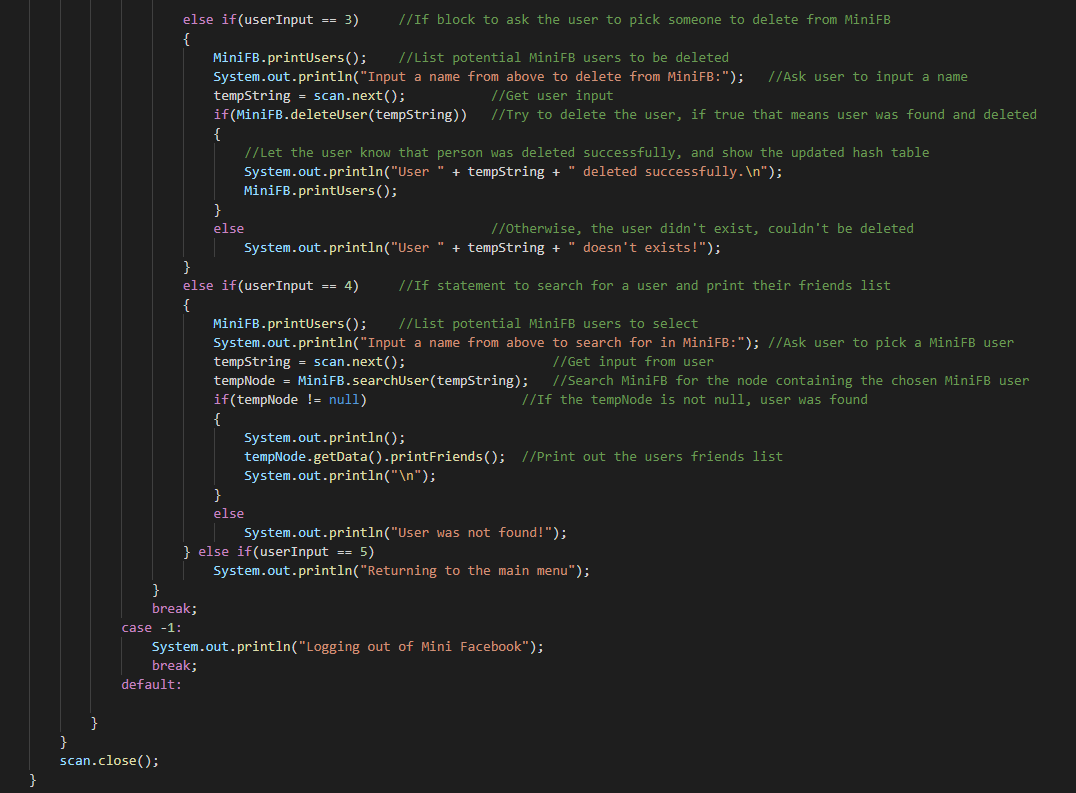 else if(userInput == 3)     //If block to ask the user to pick someone to delete from MiniFB
{
MiniFB.printUsers();    //List potential MiniFB users to be deleted
System.out.println("Input a name from above to delete from MiniFB:");   //Ask user to input a name
tempString = scan.next();           //Get user input
if(MiniFB.deleteUser(tempString))   //Try to delete the user, if true that means user was found and deleted
{
//Let the user know that person was deleted successfully, and show the updated hash table
System.out.println("User " + tempString + " deleted successfully.\n");
MiniFB.printUsers();
}
else                                //Otherwise, the user didn't exist, couldn't be deleted
System.out.println("User " + tempString + " doesn't exists!");
}
else if(userInput == 4)     //If statement to search for a user and print their friends list
{
MiniFB.printUsers();    //List potential MiniFB users to select
System.out.println("Input a name from above to search for in MiniFB:"); //Ask user to pick a MiniFB user
tempString = scan.next();                   //Get input from user
tempNode = MiniFB.searchUser(tempString);   //Search MiniFB for the node containing the chosen MiniFB user
if(tempNode != null)                    //If the tempNode is not null, user was found
{
System.out.println();
tempNode.getData().printFriends();  //Print out the users friends list
System.out.println("\n");
}
else
System.out.println("User was not found!");
} else if(userInput == 5)
System.out.println("Returning to the main menu");
}
break;
case -1:
System.out.println("Logging out of Mini Facebook");
break;
default:
}
}
scan.close();
}